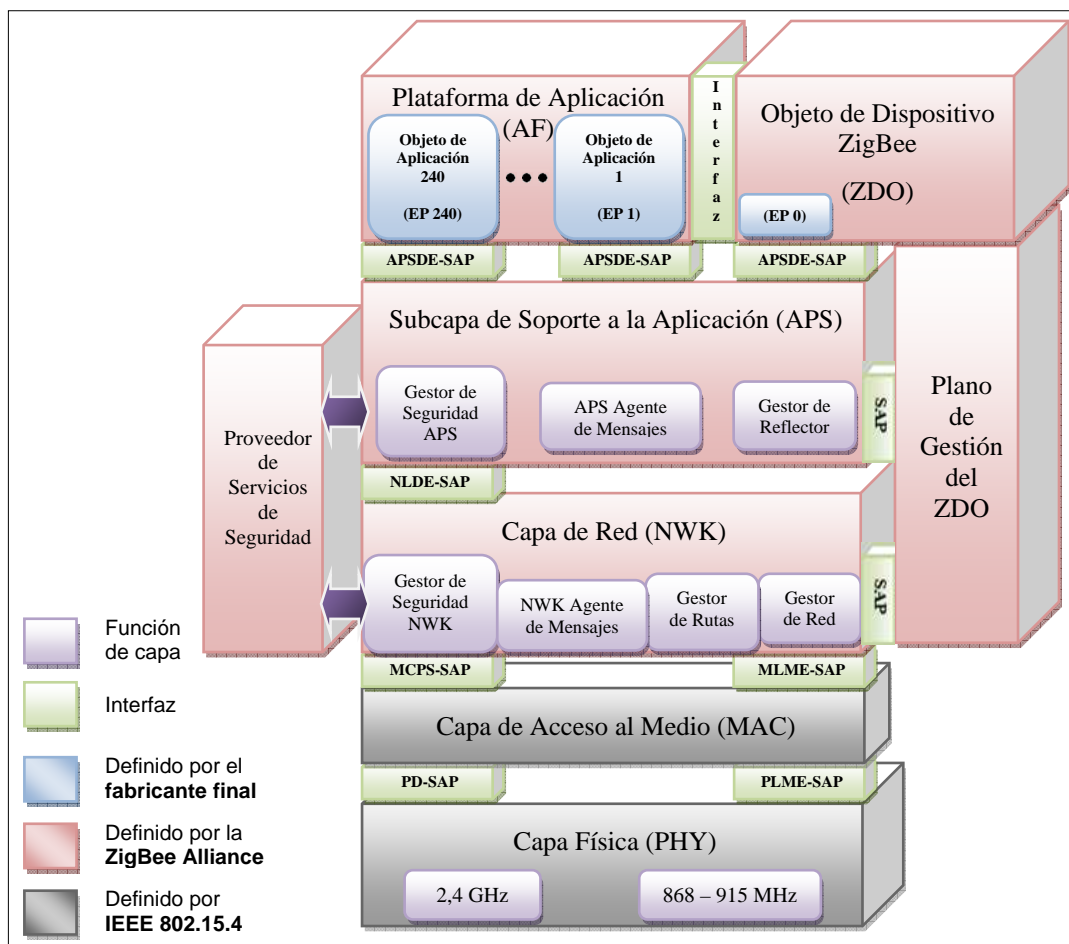 Plataforma de Aplicación
(AF)
Objeto de
Aplicación
240
(EP 240)
Objeto de
Aplicación
1
(EP 1)
Interfaz
Objeto de Dispositivo
ZigBee
(ZDO)
(EP 0)
APSDE-SAP
APSDE-SAP
APSDE-SAP
Subcapa de Soporte a la Aplicación (APS)
Gestor de
Seguridad
APS
APS Agente
de Mensajes
Gestor de
Reflector
SAP
Plano
de
Gestión
del
ZDO
Proveedor
de
Servicios
de
Seguridad
NLDE-SAP
Capa de Red (NWK)
Gestor de
Seguridad
NWK
NWK Agente
de Mensajes
Gestor
de Rutas
Gestor
de Red
SAP
MCPS-SAP
MLME-SAP
Capa de Acceso al Medio (MAC)
PD-SAP
PLME-SAP
Capa Física (PHY)
2,4 GHz
868 – 915 MHz
Función
de capa
Interfaz
Definido por el
fabricante final
Definido por la
ZigBee Alliance
Definido por
IEEE 802.15.4